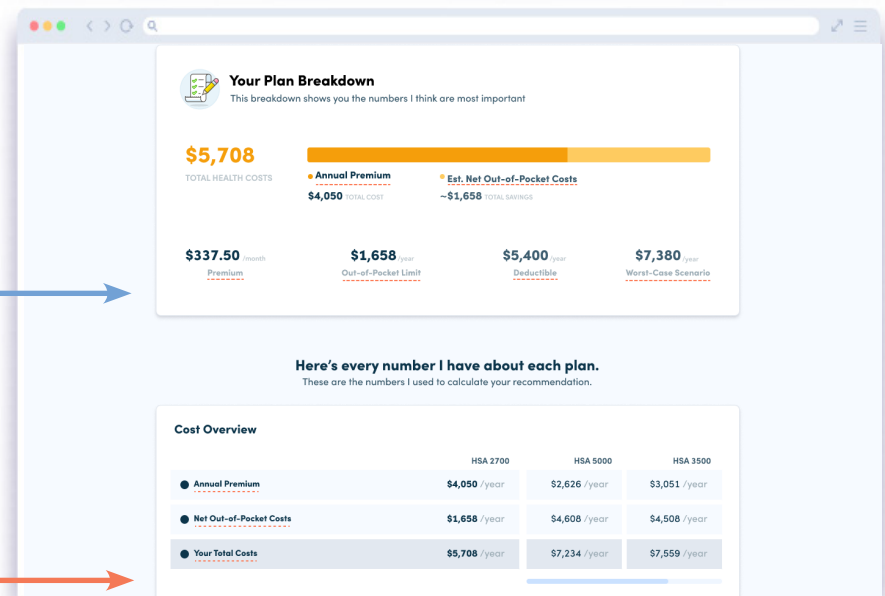 Your Plan Breakdown
This breakdown shows you the numbers I think are most important
$5,708
TOTAL HEALTH COSTS
Annual Premium
$4,050 TOTAL COST
Est. Net Out-of-Pocket Costs
~$1,658 TOTAL SAVINGS
$337.50 /month
Premium
$1,658 /year
Out-of-Pocket Limit
$5,400 /year
Deductible
$7,380 /year
Worst-Case Scenario
Here's every number I have about each plan.
These are the numbers I used to calculate your recommendation.
Cost Overview
HSA 2700 HSA 5000 HSA 3500
Annual Premium $4,050 /year $2,626 /year $3,051 /year
Net Out-of-Pocket Costs $1,658 /year $4,608 /year $4,508 /year
Your Total Costs $5,708 /year $7,234 /year $7,559 /year